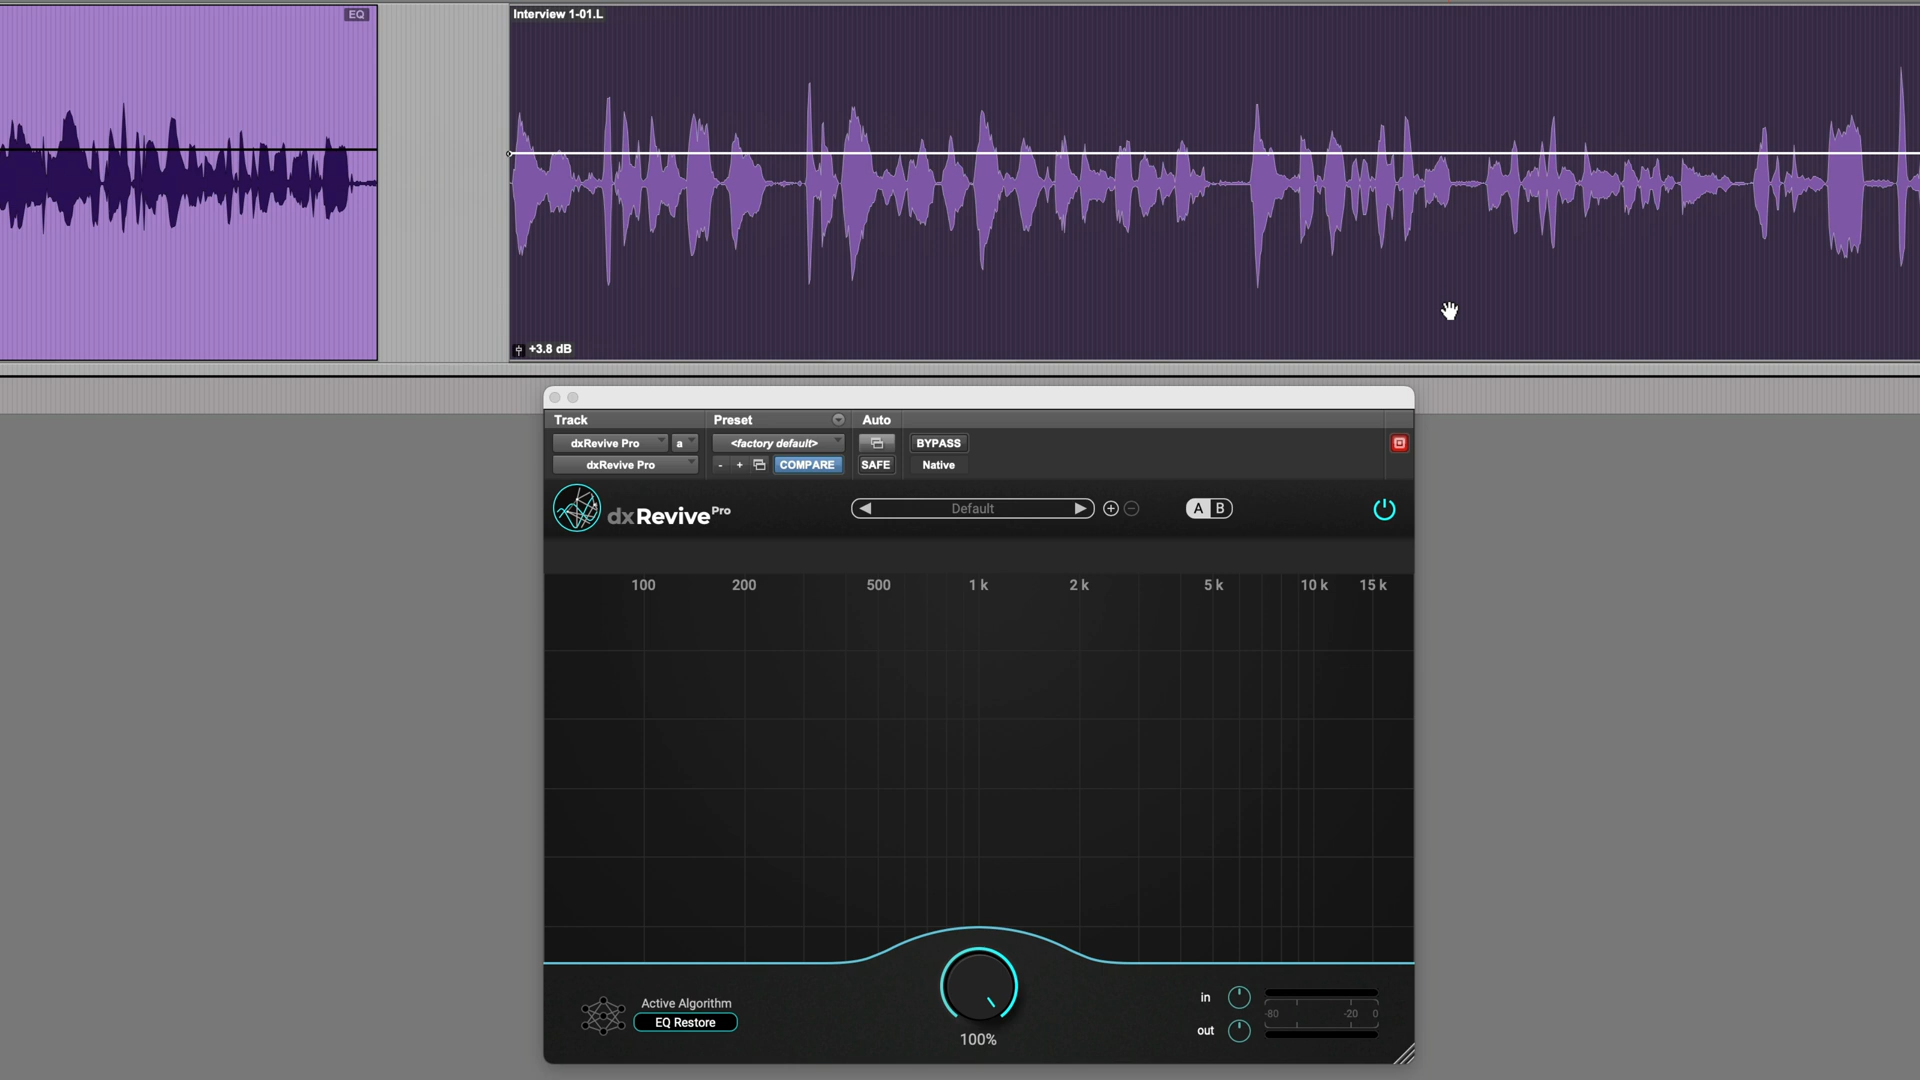 EQ
Interview 1-01.L
+3.8 dB
Track
Preset
Auto
dxRevive Pro
a
<factory default>
BYPASS
dxRevive Pro
- +
COMPARE
SAFE
Native
dxRevive Pro
Default
A B
100 200 500 1 k 2 k 5 k 10 k 15 k
Active Algorithm
EQ Restore
100%
in
-80 -20 0
out